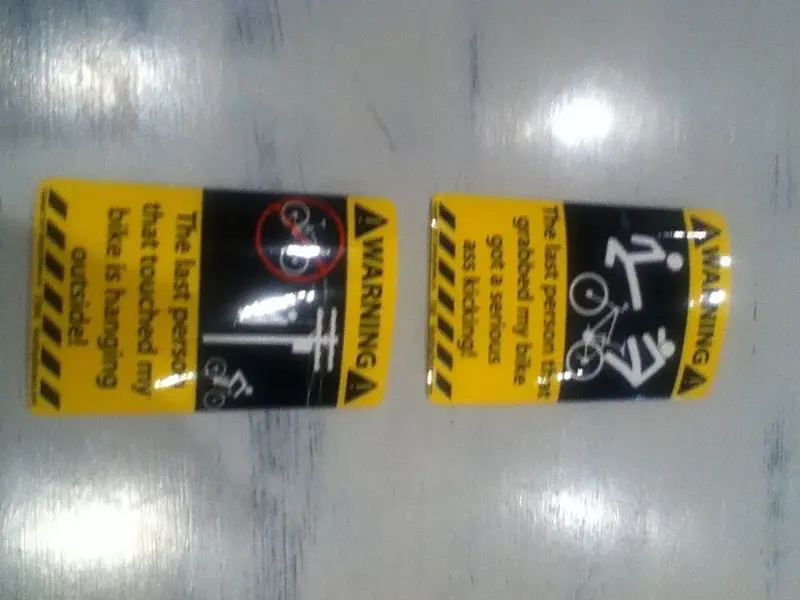 WARNING
The last person
that touched my
bike is hanging
outside!
WARNING
The last person that
grabbed my bike
got a serious
ass kicking!